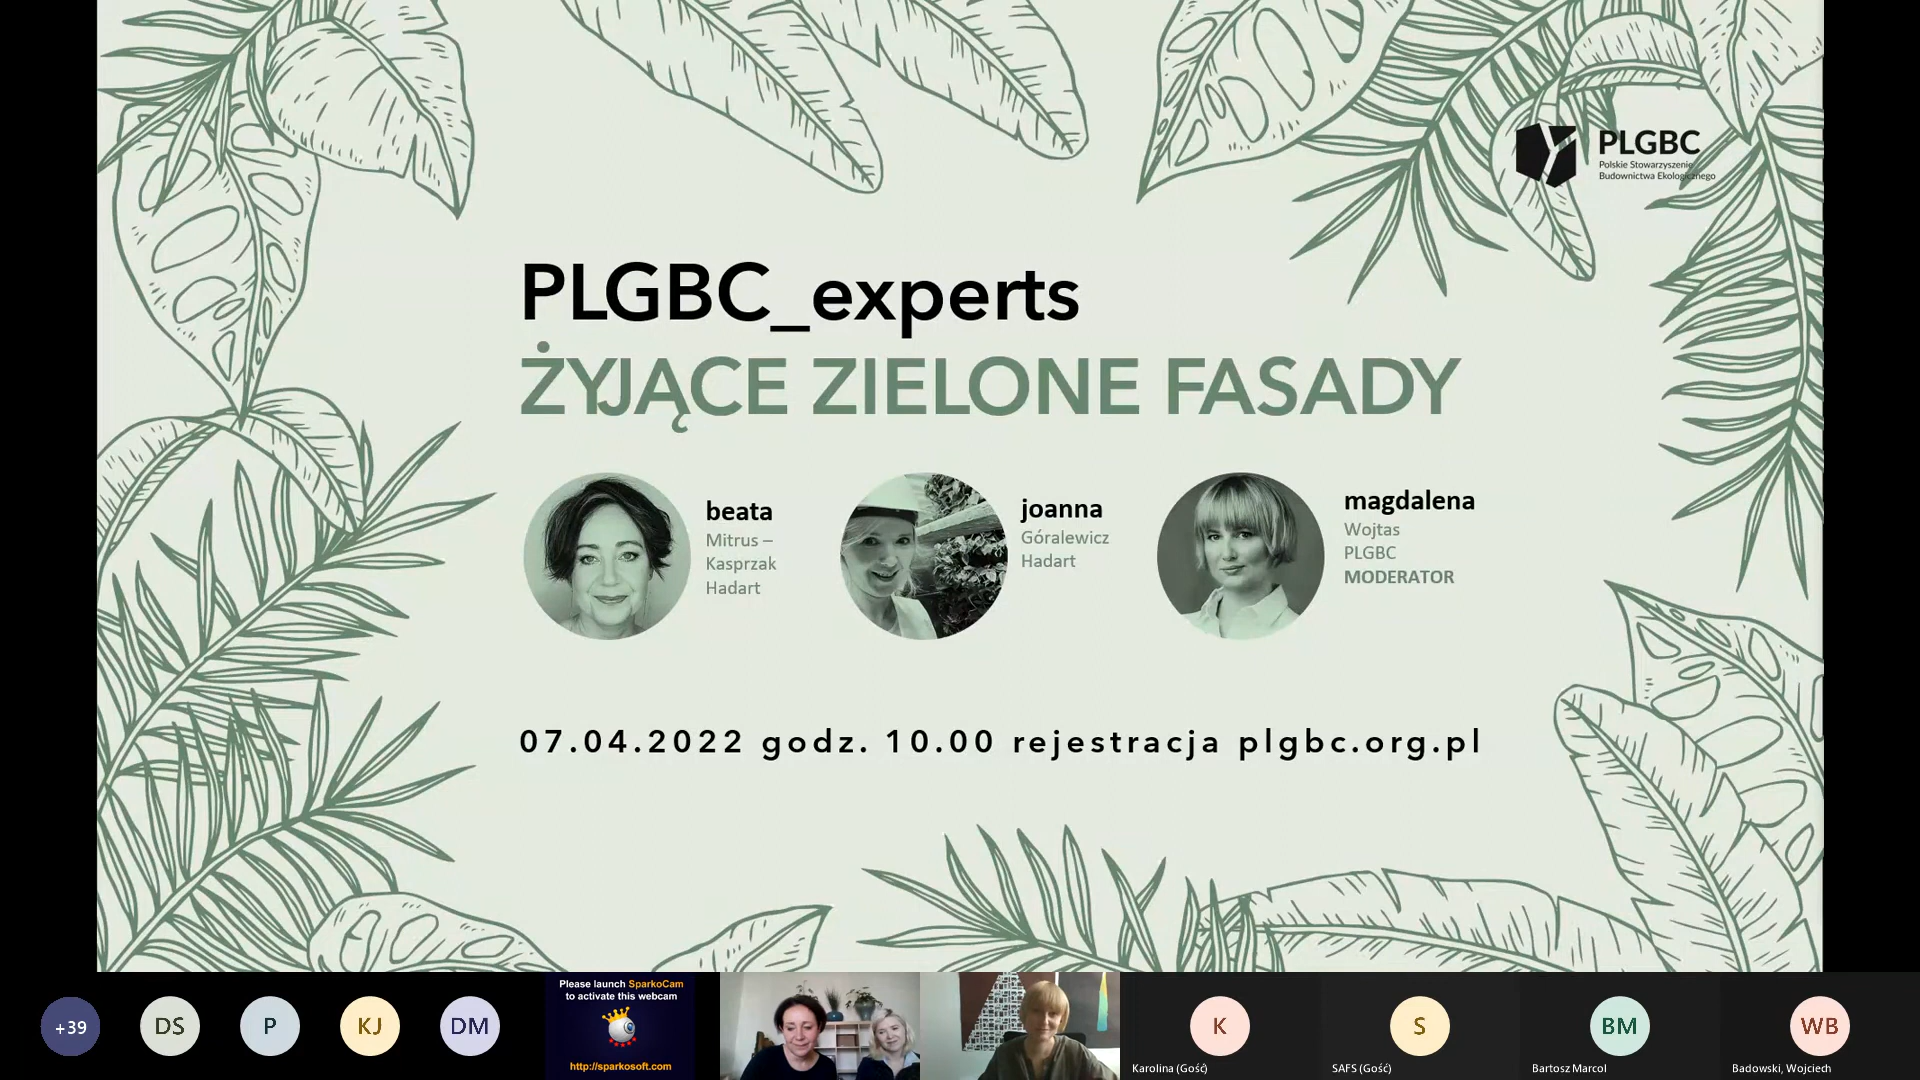 PLGBC
Polskie Stowarzyszenie
Budownictwa Ekologicznego
PLGBC_experts
ŻYJĄCE ZIELONE FASADY
beata
Mitrus –
Kasprzak
Hadart
joanna
Góralewicz
Hadart
magdalena
Wojtas
PLGBC
MODERATOR
07.04.2022 godz. 10.00 rejestracja plgbc.org.pl
+39
DS
P
KJ
DM
Please launch SparkoCam
to activate this webcam
http://sparkosoft.com
K
Karolina (Gość)
S
SAFS (Gość)
BM
Bartosz Marcol
WB
Badowski, Wojciech